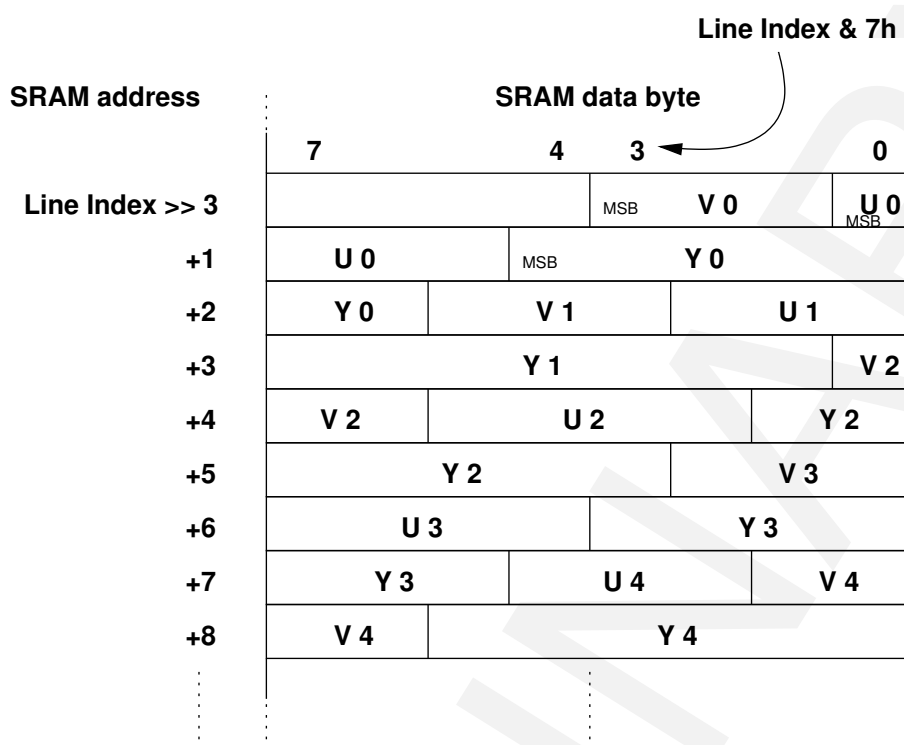 Line Index & 7h
SRAM address SRAM data byte
7 4 3 0
Line Index >> 3 MSB V 0 U 0 MSB
+1 U 0 MSB Y 0
+2 Y 0 V 1 U 1
+3 Y 1 V 2
+4 V 2 U 2 Y 2
+5 Y 2 V 3
+6 U 3 Y 3
+7 Y 3 U 4 V 4
+8 V 4 Y 4